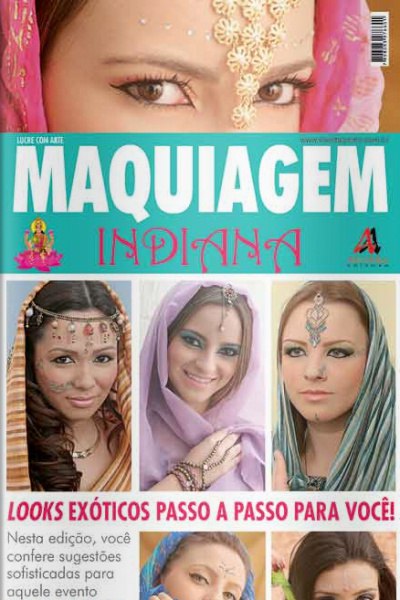 LUCRE COM ARTE
MAQUIAGEM
INDIANA
LOOKS EXÓTICOS PASSO A PASSO PARA VOCÊ!
Nesta edição, você
confere sugestões
sofisticadas para
aquele evento